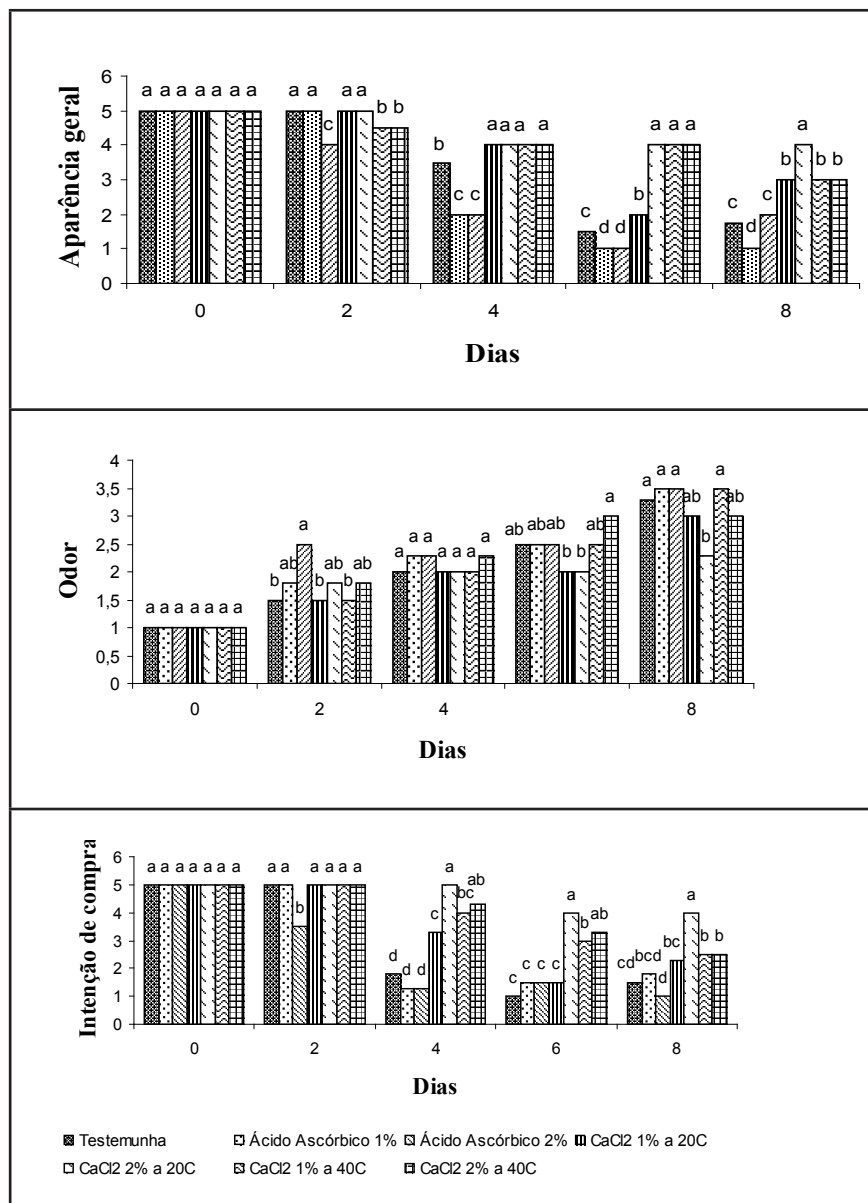 Aparência geral
6
a a a a a a a a a a a a a a a a
5 b b
c
4 b a a a a a a a a
3 b b b
c c c b c
2 c
d d d
1
0
0 2 4 8
Dias
Odor
4
a a a a
3,5 a ab ab
3 a ab ab ab ab
2,5 ab ab ab a a a b b b
2 b b b a a a
1,5
a a a a a a a
1
0,5
0
0 2 4 8
Dias
Intenção de compra
6
a a a a a a a a a a a a a a
5 ab
b bc a a
4 ab
c b
3 b b
d bc
2 d d c c c c cd bcd d
1
0
0 2 4 6 8
Dias
Testemunha Ácido Ascórbico 1% Ácido Ascórbico 2% CaCl2 1% a 20C
CaCl2 2% a 20C CaCl2 1% a 40C CaCl2 2% a 40C